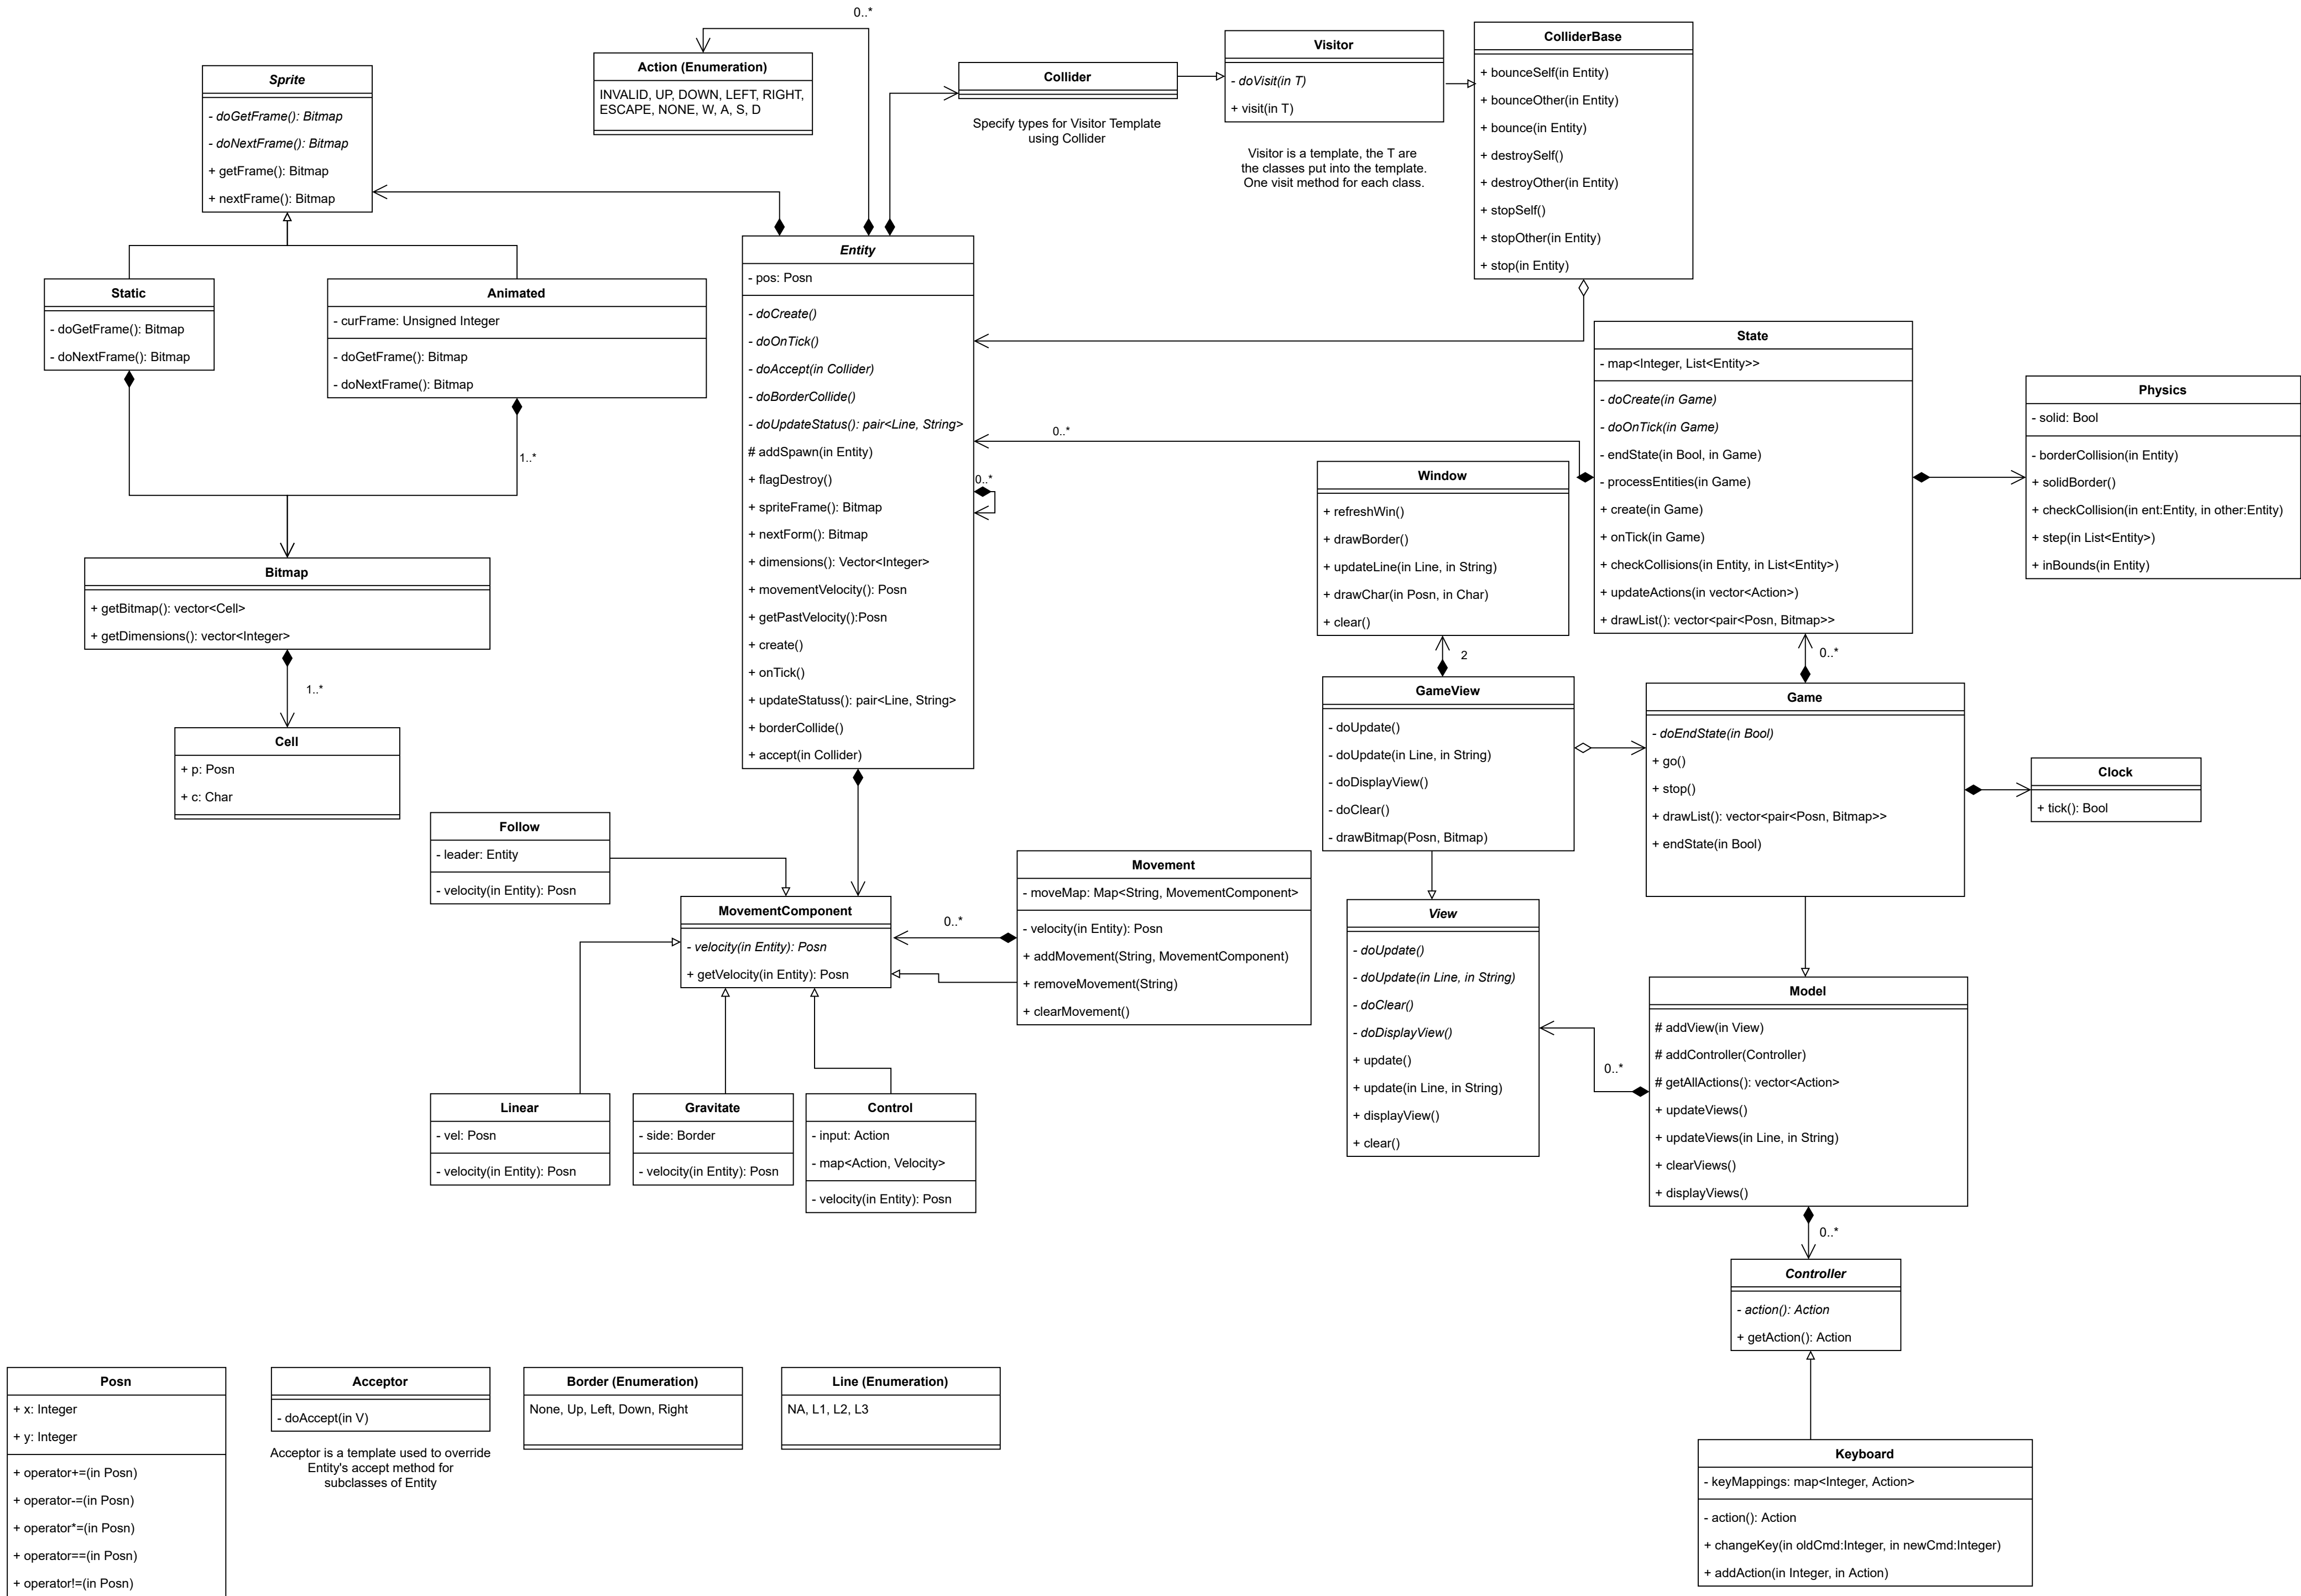 0..*
Action (Enumeration)
INVALID, UP, DOWN, LEFT, RIGHT,
ESCAPE, NONE, W, A, S, D
Sprite
- doGetFrame(): Bitmap
- doNextFrame(): Bitmap
+ getFrame(): Bitmap
+ nextFrame(): Bitmap
Collider
Specify types for Visitor Template
using Collider
Visitor
- doVisit(in T)
+ visit(in T)
Visitor is a template, the T are
the classes put into the template.
One visit method for each class.
ColliderBase
+ bounceSelf(in Entity)
+ bounceOther(in Entity)
+ bounce(in Entity)
+ destroySelf()
+ destroyOther(in Entity)
+ stopSelf()
+ stopOther(in Entity)
+ stop(in Entity)
Static
- doGetFrame(): Bitmap
- doNextFrame(): Bitmap
Animated
- curFrame: Unsigned Integer
- doGetFrame(): Bitmap
- doNextFrame(): Bitmap
1..*
Bitmap
+ getBitmap(): vector<Cell>
+ getDimensions(): vector<Integer>
1..*
Cell
+ p: Posn
+ c: Char
Entity
- pos: Posn
- doCreate()
- doOnTick()
- doAccept(in Collider)
- doBorderCollide()
- doUpdateStatus(): pair<Line, String>
# addSpawn(in Entity)
+ flagDestroy()
+ spriteFrame(): Bitmap
+ nextForm(): Bitmap
+ dimensions(): Vector<Integer>
+ movementVelocity(): Posn
+ getPastVelocity():Posn
+ create()
+ onTick()
+ updateStatuss(): pair<Line, String>
+ borderCollide()
+ accept(in Collider)
0..*
0..*
State
- map<Integer, List<Entity>>
- doCreate(in Game)
- doOnTick(in Game)
- endState(in Bool, in Game)
- processEntities(in Game)
+ create(in Game)
+ onTick(in Game)
+ checkCollisions(in Entity, in List<Entity>)
+ updateActions(in vector<Action>)
+ drawList(): vector<pair<Posn, Bitmap>>
Physics
- solid: Bool
- borderCollision(in Entity)
+ solidBorder()
+ checkCollision(in ent:Entity, in other:Entity)
+ step(in List<Entity>)
+ inBounds(in Entity)
Window
+ refreshWin()
+ drawBorder()
+ updateLine(in Line, in String)
+ drawChar(in Posn, in Char)
+ clear()
2
0..*
GameView
- doUpdate()
- doUpdate(in Line, in String)
- doDisplayView()
- doClear()
- drawBitmap(Posn, Bitmap)
Game
- doEndState(in Bool)
+ go()
+ stop()
+ drawList(): vector<pair<Posn, Bitmap>>
+ endState(in Bool)
Clock
+ tick(): Bool
Follow
- leader: Entity
- velocity(in Entity): Posn
MovementComponent
- velocity(in Entity): Posn
+ getVelocity(in Entity): Posn
0..*
Movement
- moveMap: Map<String, MovementComponent>
- velocity(in Entity): Posn
+ addMovement(String, MovementComponent)
+ removeMovement(String)
+ clearMovement()
View
- doUpdate()
- doUpdate(in Line, in String)
- doClear()
- doDisplayView()
+ update()
+ update(in Line, in String)
+ displayView()
+ clear()
0..*
Model
# addView(in View)
# addController(Controller)
# getAllActions(): vector<Action>
+ updateViews()
+ updateViews(in Line, in String)
+ clearViews()
+ displayViews()
0..*
Linear
- vel: Posn
- velocity(in Entity): Posn
Gravitate
- side: Border
- velocity(in Entity): Posn
Control
- input: Action
- map<Action, Velocity>
- velocity(in Entity): Posn
Controller
- action(): Action
+ getAction(): Action
Posn
+ x: Integer
+ y: Integer
+ operator+=(in Posn)
+ operator-=(in Posn)
+ operator*=(in Posn)
+ operator==(in Posn)
+ operator!=(in Posn)
Acceptor
- doAccept(in V)
Acceptor is a template used to override
Entity's accept method for
subclasses of Entity
Border (Enumeration)
None, Up, Left, Down, Right
Line (Enumeration)
NA, L1, L2, L3
Keyboard
- keyMappings: map<Integer, Action>
- action(): Action
+ changeKey(in oldCmd:Integer, in newCmd:Integer)
+ addAction(in Integer, in Action)